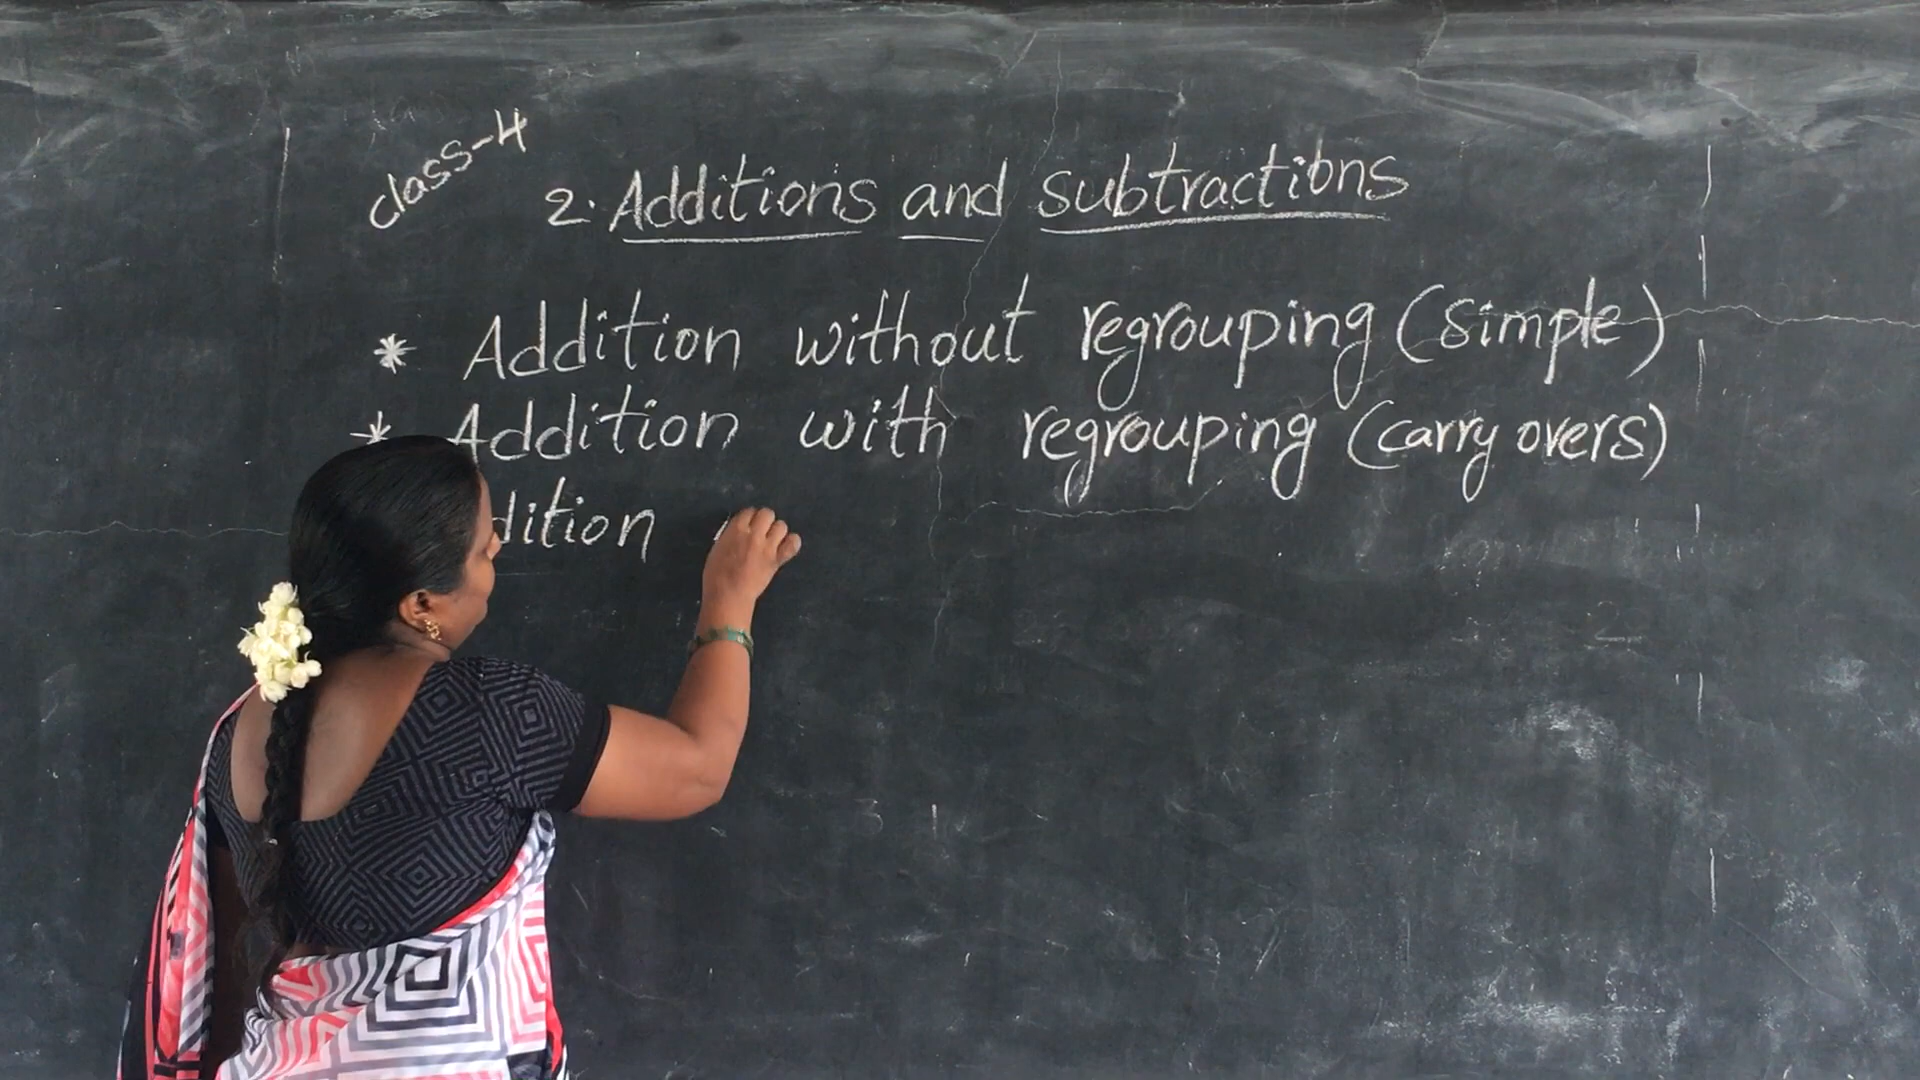 class-4
2. Additions and subtractions
* Addition without regrouping (simple)
* Addition with regrouping (carry overs)
dition